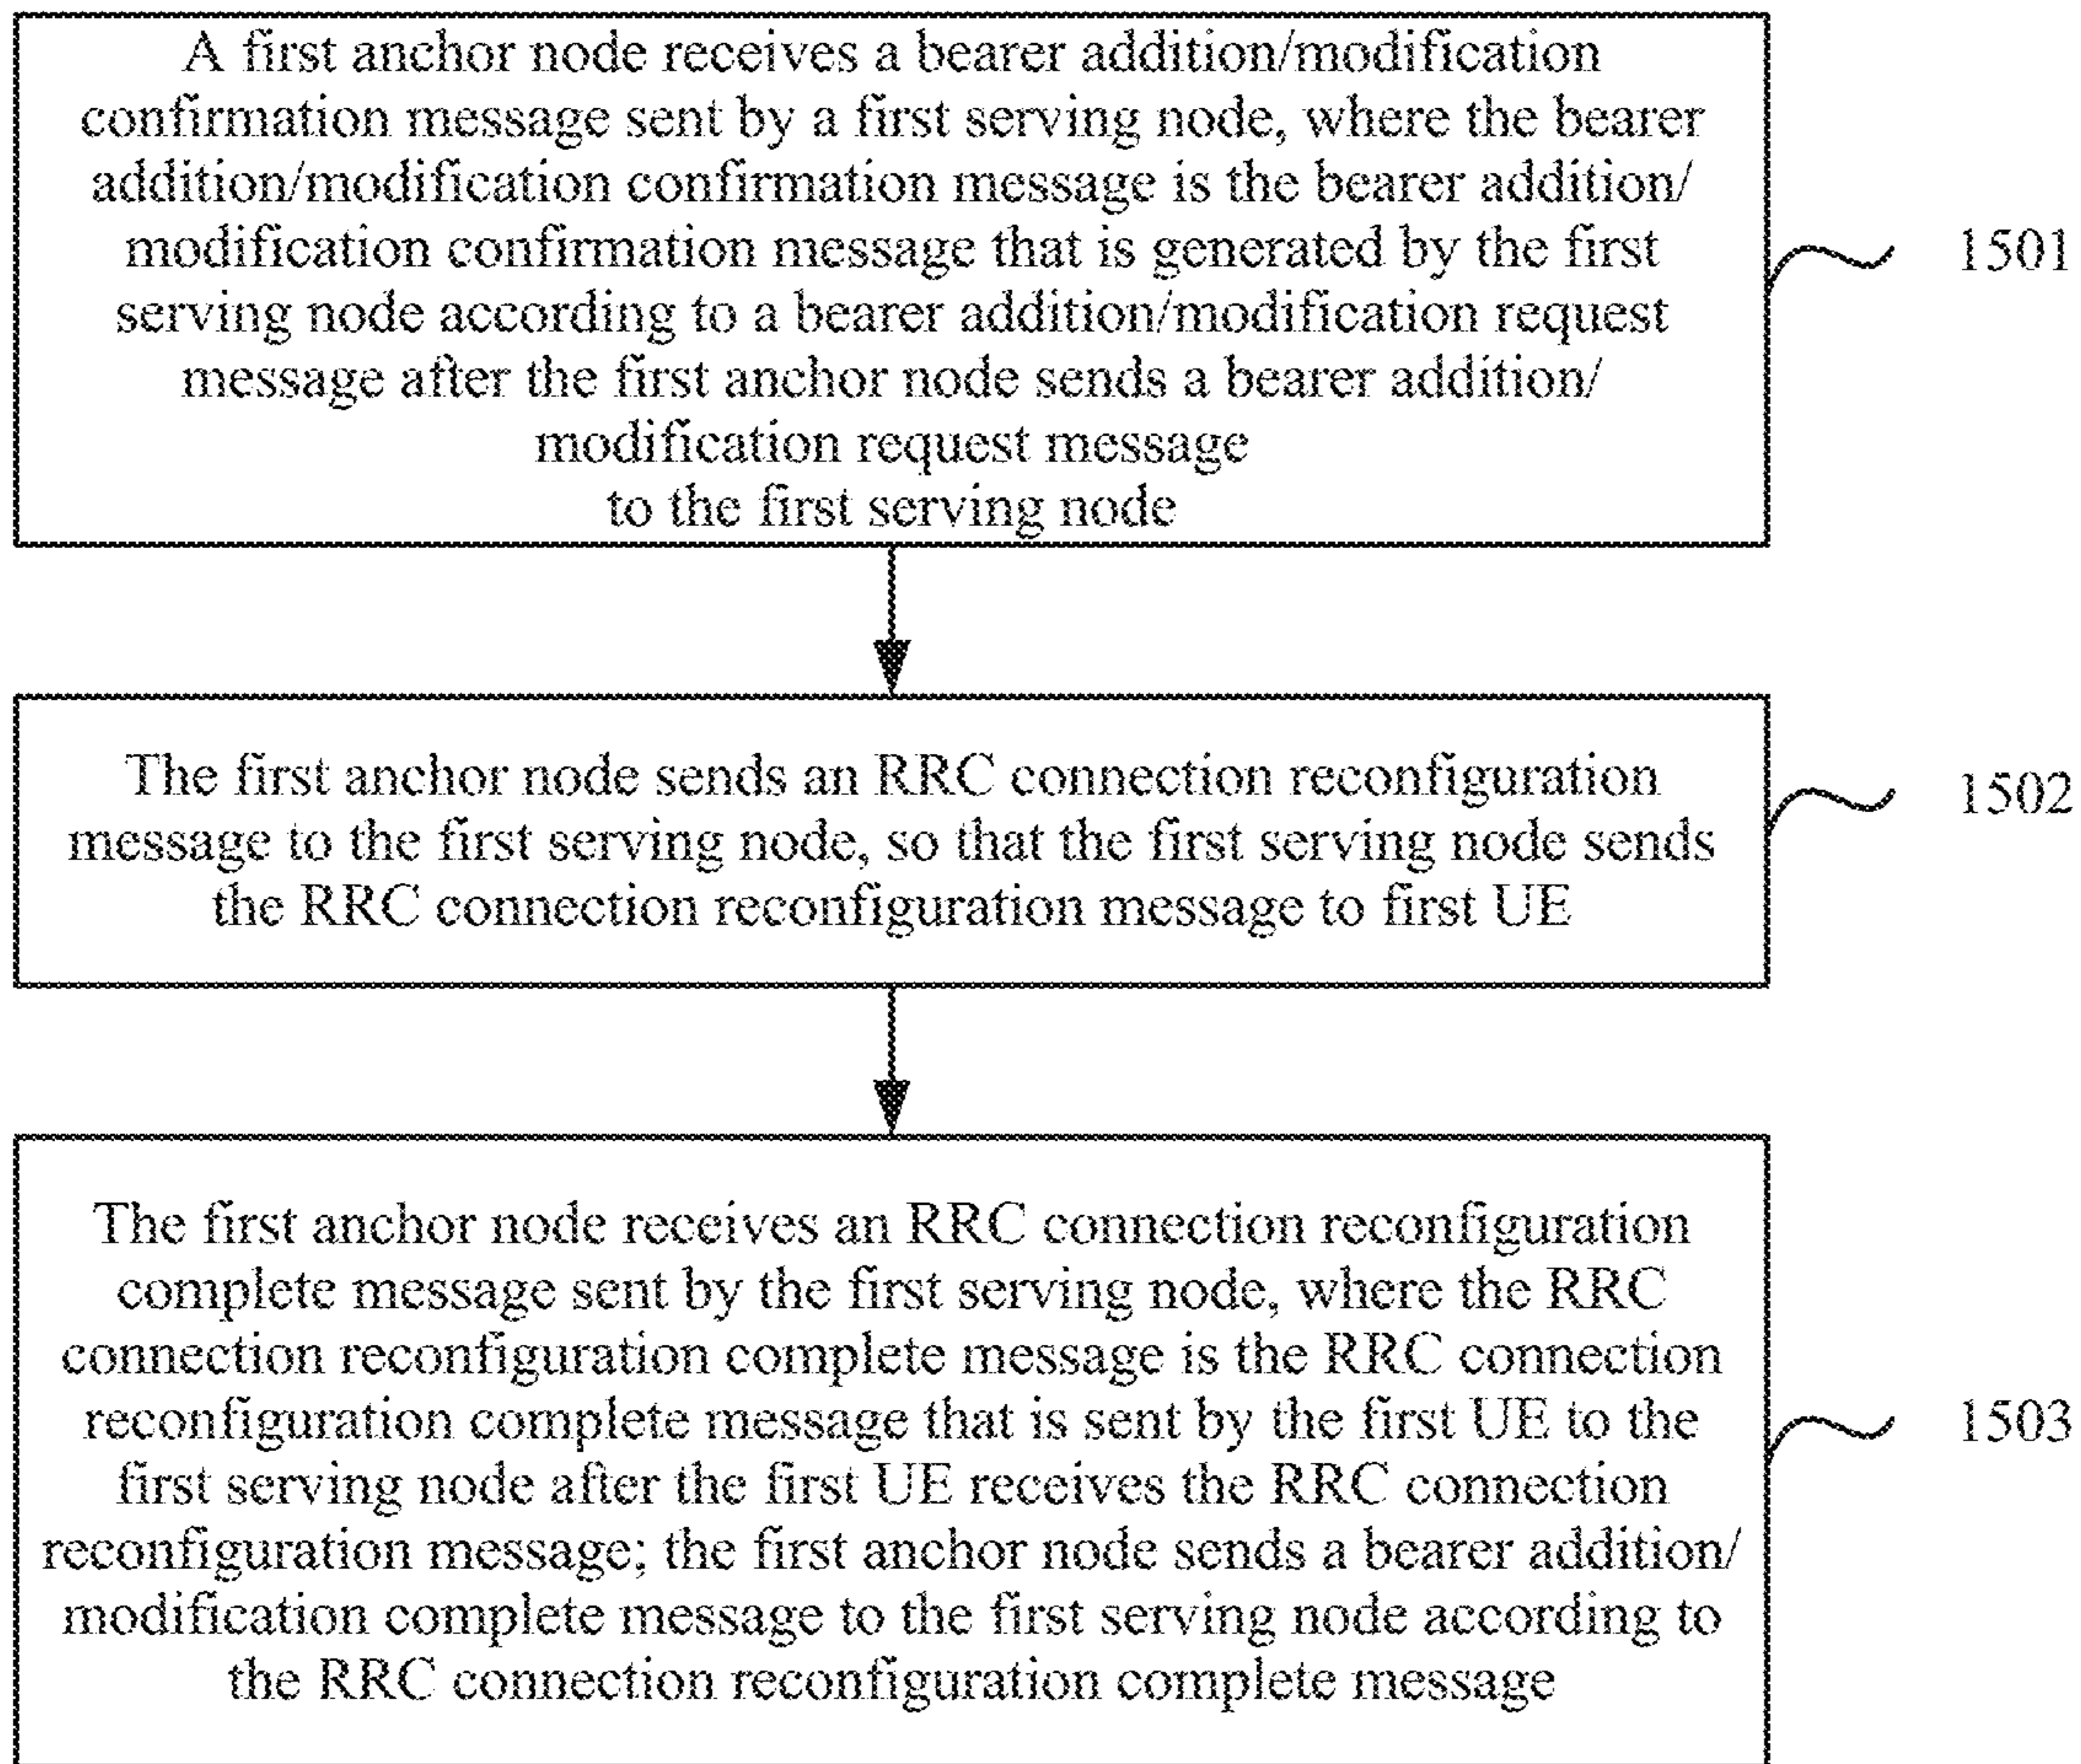 A first anchor node receives a bearer addition/modification
confirmation message sent by a first serving node, where the bearer
addition/modification confirmation message is the bearer addition/
modification confirmation message that is generated by the first
serving node according to a bearer addition/modification request
message after the first anchor node sends a bearer addition/
modification request message
to the first serving node
1501
The first anchor node sends an RRC connection reconfiguration
message to the first serving node, so that the first serving node sends
the RRC connection reconfiguration message to first UE
1502
The first anchor node receives an RRC connection reconfiguration
complete message sent by the first serving node, where the RRC
connection reconfiguration complete message is the RRC connection
reconfiguration complete message that is sent by the first UE to the
first serving node after the first UE receives the RRC connection
reconfiguration message; the first anchor node sends a bearer addition/
modification complete message to the first serving node according to
the RRC connection reconfiguration complete message
1503